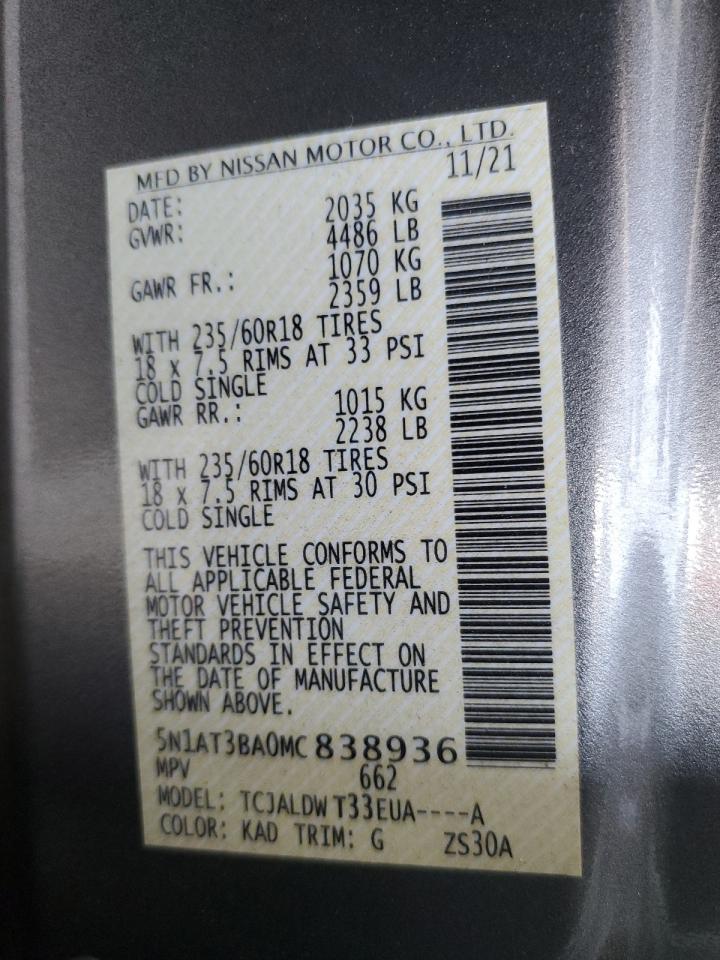 MFD BY NISSAN MOTOR CO., LTD.
DATE: 11/21
GVWR: 2035 KG
4486 LB
GAWR FR.: 1070 KG
2359 LB
WITH 235/60R18 TIRES
18 x 7.5 RIMS AT 33 PSI
COLD SINGLE
GAWR RR.: 1015 KG
2238 LB
WITH 235/60R18 TIRES
18 x 7.5 RIMS AT 30 PSI
COLD SINGLE
THIS VEHICLE CONFORMS TO
ALL APPLICABLE FEDERAL
MOTOR VEHICLE SAFETY AND
THEFT PREVENTION
STANDARDS IN EFFECT ON
THE DATE OF MANUFACTURE
SHOWN ABOVE.
5N1AT3BA0MC 838936
MPV 662
MODEL: TCJALDW T33EUA----A
COLOR: KAD TRIM: G ZS30A